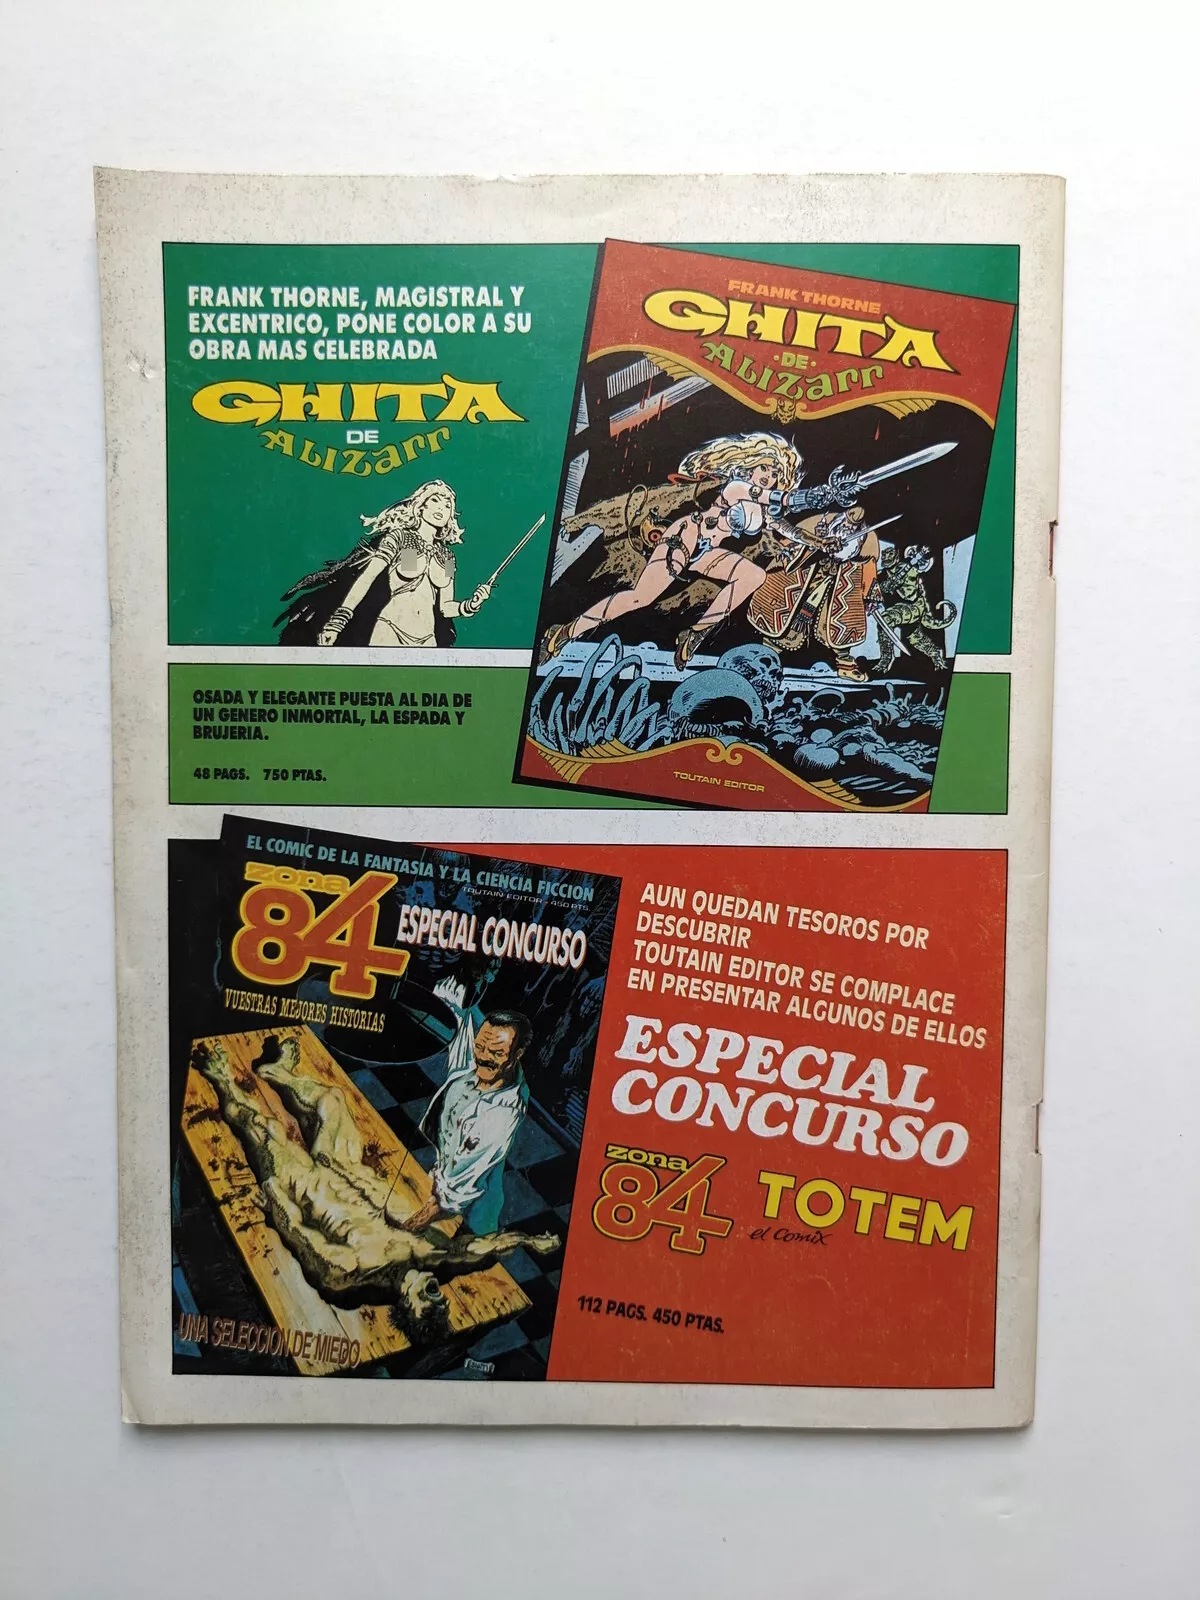 FRANK THORNE, MAGISTRAL Y
EXCENTRICO, PONE COLOR A SU
OBRA MAS CELEBRADA
GHITA
DE
ALIZARR
OSADA Y ELEGANTE PUESTA AL DIA DE
UN GENERO INMORTAL, LA ESPADA Y
BRUJERIA.
48 PAGS. 750 PTAS.
FRANK THORNE
GHITA
·DE·
ALIZARR
TOUTAIN EDITOR
EL COMIC DE LA FANTASIA Y LA CIENCIA FICCION
TOUTAIN EDITOR - 450 PTS.
zona
84
ESPECIAL CONCURSO
VUESTRAS MEJORES HISTORIAS
UNA SELECCION DE MIEDO
AUN QUEDAN TESOROS POR
DESCUBRIR
TOUTAIN EDITOR SE COMPLACE
EN PRESENTAR ALGUNOS DE ELLOS
ESPECIAL
CONCURSO
zona
84
TOTEM
el Comix
112 PAGS. 450 PTAS.